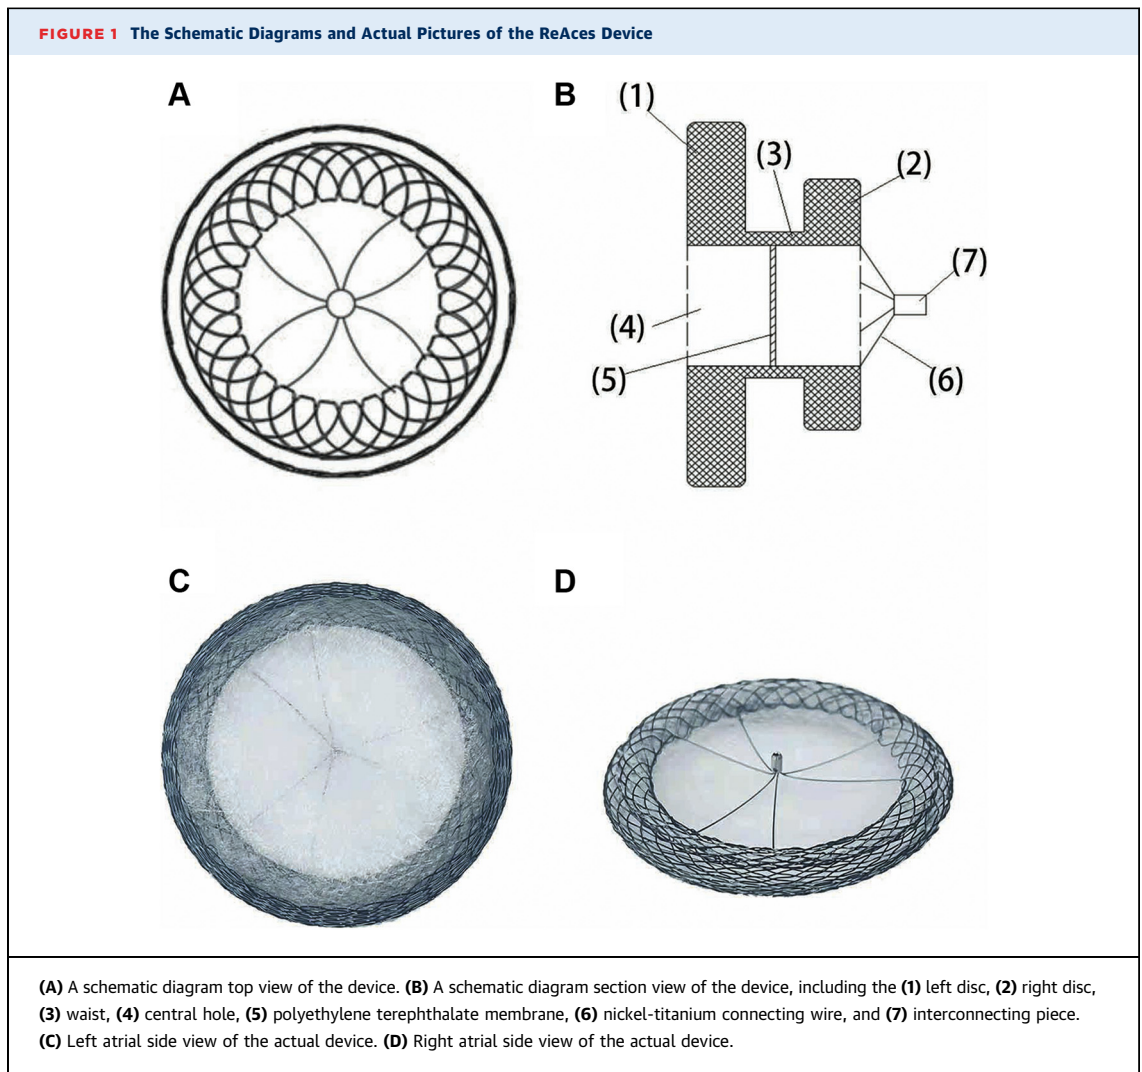 FIGURE 1 The Schematic Diagrams and Actual Pictures of the ReAces Device
A
B
(1)
(3)
(2)
(7)
(4)
(5)
(6)
C
D
(A) A schematic diagram top view of the device. (B) A schematic diagram section view of the device, including the (1) left disc, (2) right disc,
(3) waist, (4) central hole, (5) polyethylene terephthalate membrane, (6) nickel-titanium connecting wire, and (7) interconnecting piece.
(C) Left atrial side view of the actual device. (D) Right atrial side view of the actual device.